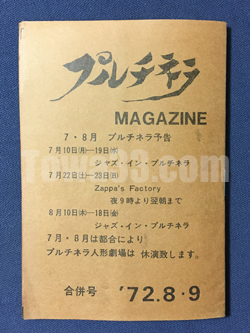 プルチネラ
MAGAZINE
7・8月 プルチネラ予告
7月10日(月)—19日(水)
ジャズ・イン・プルチネラ
7月22日(土)—23日(日)
Zappa's Factory
夜9時より翌朝まで
8月10日(木)—18日(金)
ジャズ・イン・プルチネラ
7月・8月は都合により
プルチネラ人形劇場は 休演致します。
合併号 '72.8・9